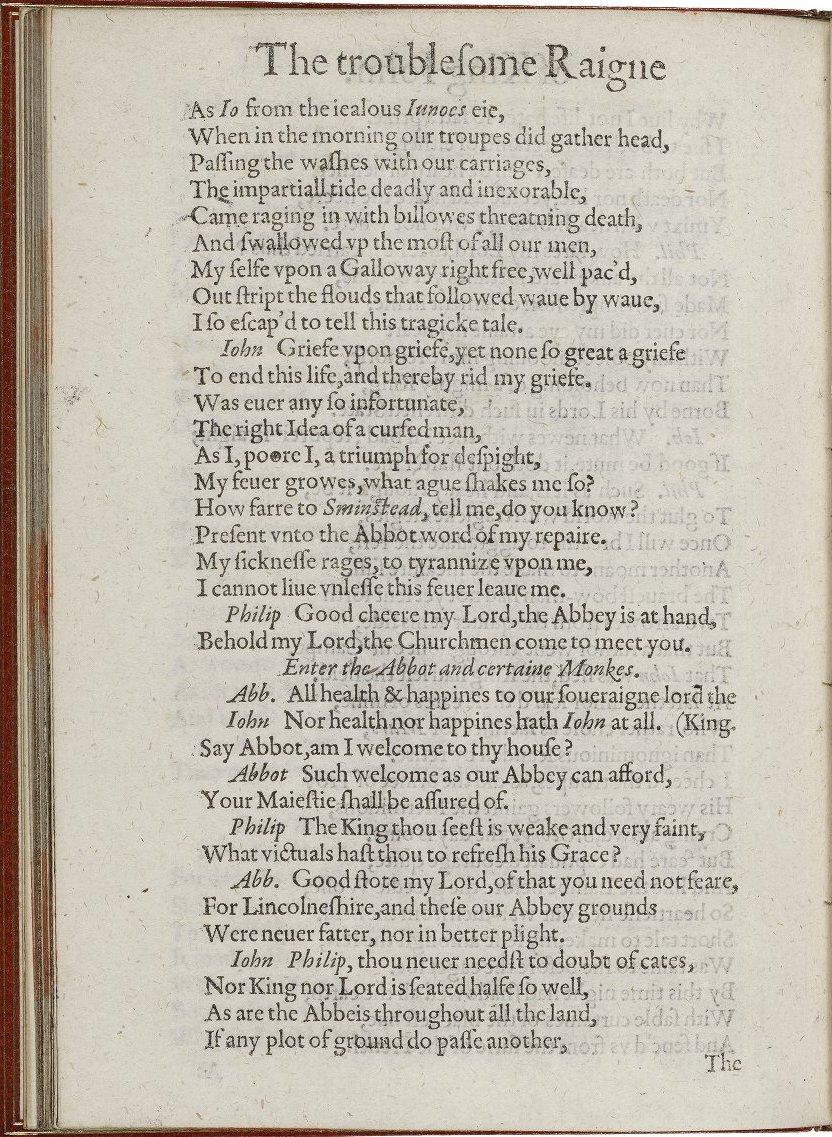 The troubleſome Raigne
As Io from the iealous Iunoes eie,
When in the morning our troupes did gather head,
Paſſing the waſhes with our carriages,
The impartiall tide deadly and inexorable,
Came raging in with billowes threatning death,
And ſwallowed vp the moſt of all our men,
My ſelfe vpon a Galloway right free, well pac'd,
Out ſtript the flouds that followed waue by waue,
I ſo eſcap'd to tell this tragicke tale.
Iohn Griefe vpon griefe, yet none ſo great a griefe
To end this life, and thereby rid my griefe.
Was euer any ſo infortunate,
The right Idea of a curſed man,
As I, poore I, a triumph for deſpight,
My feuer growes, what ague ſhakes me ſo?
How farre to Sminſtead, tell me, do you know?
Preſent vnto the Abbot word of my repaire.
My ſickneſſe rages, to tyrannize vpon me,
I cannot liue vnleſſe this feuer leaue me.
Philip Good cheere my Lord, the Abbey is at hand,
Behold my Lord, the Churchmen come to meet you.
Enter the Abbot and certaine Monkes.
Abb. All health & happines to our ſoueraigne lord the
Iohn Nor health nor happines hath Iohn at all. (King.
Say Abbot, am I welcome to thy houſe?
Abbot Such welcome as our Abbey can afford,
Your Maieſtie ſhall be aſſured of.
Philip The King thou ſeeſt is weake and very faint,
What victuals haſt thou to refreſh his Grace?
Abb. Good ſtote my Lord, of that you need not feare,
For Lincolneſhire, and theſe our Abbey grounds
Were neuer fatter, nor in better plight.
Iohn Philip, thou neuer needſt to doubt of cates,
Nor King nor Lord is ſeated halfe ſo well,
As are the Abbeis throughout all the land,
If any plot of ground do paſſe another,
The